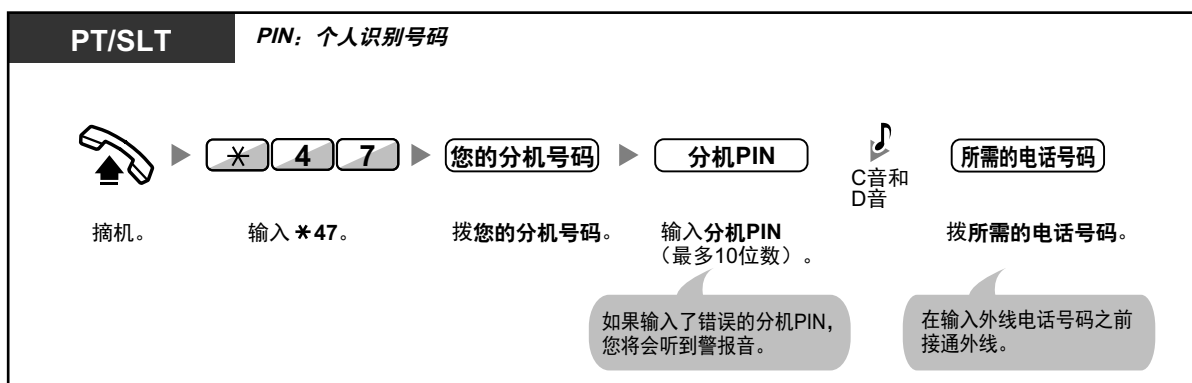 PT/SLT
PIN：个人识别号码
* 4 7
您的分机号码
分机PIN
C音和
D音
所需的电话号码
摘机。
输入*47。
拨您的分机号码。
输入分机PIN
（最多10位数）。
拨所需的电话号码。
如果输入了错误的分机PIN，
您将会听到警报音。
在输入外线电话号码之前
接通外线。